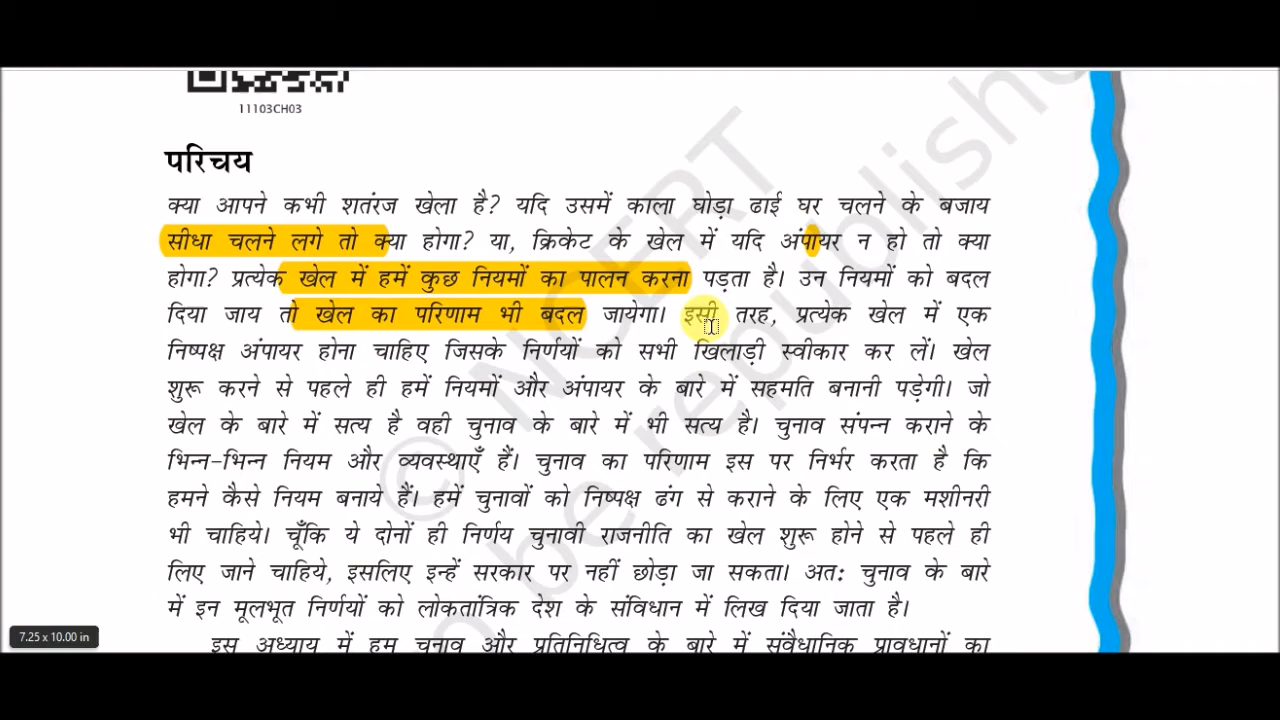 11103CH03
परिचय
क्या आपने कभी शतरंज खेला है? यदि उसमें काला घोड़ा ढाई घर चलने के बजाय
सीधा चलने लगे तो क्या होगा? या, क्रिकेट के खेल में यदि अंपायर न हो तो क्या
होगा? प्रत्येक खेल में हमें कुछ नियमों का पालन करना पड़ता है। उन नियमों को बदल
दिया जाय तो खेल का परिणाम भी बदल जायेगा। इसी तरह, प्रत्येक खेल में एक
निष्पक्ष अंपायर होना चाहिए जिसके निर्णयों को सभी खिलाड़ी स्वीकार कर लें। खेल
शुरू करने से पहले ही हमें नियमों और अंपायर के बारे में सहमति बनानी पड़ेगी। जो
खेल के बारे में सत्य है वही चुनाव के बारे में भी सत्य है। चुनाव संपन्न कराने के
भिन्न-भिन्न नियम और व्यवस्थाएँ हैं। चुनाव का परिणाम इस पर निर्भर करता है कि
हमने कैसे नियम बनाये हैं। हमें चुनावों को निष्पक्ष ढंग से कराने के लिए एक मशीनरी
भी चाहिये। चूँकि ये दोनों ही निर्णय चुनावी राजनीति का खेल शुरू होने से पहले ही
लिए जाने चाहिये, इसलिए इन्हें सरकार पर नहीं छोड़ा जा सकता। अतः चुनाव के बारे
में इन मूलभूत निर्णयों को लोकतांत्रिक देश के संविधान में लिख दिया जाता है।
इस अध्याय में हम चुनाव और प्रतिनिधित्व के बारे में संवैधानिक प्रावधानों का
7.25 x 10.00 in
© NCERT
be republished